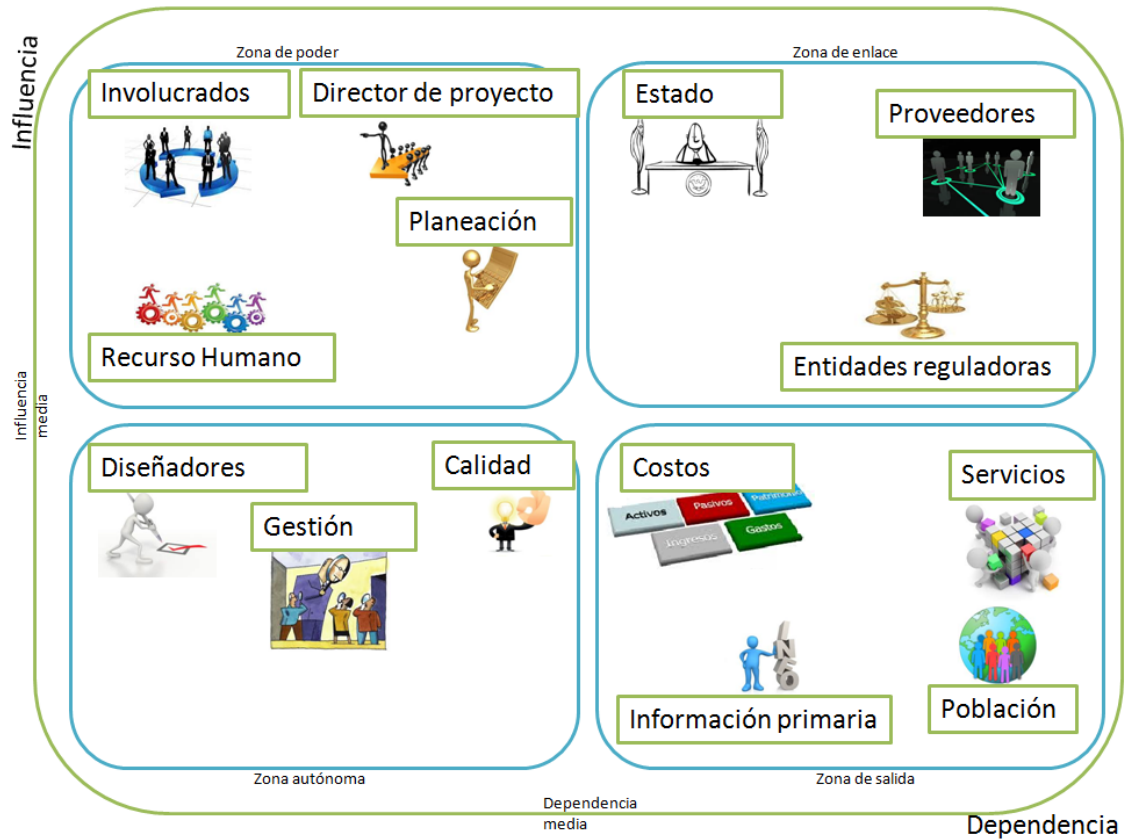 Influencia
Zona de poder
Zona de enlace
Involucrados
Director de proyecto
Estado
Proveedores
Planeación
Recurso Humano
Entidades reguladoras
Influencia
media
Diseñadores
Calidad
Gestión
Costos
Servicios
Activos
Pasivos
Patrimonio
Ingresos
Gastos
INFO
Información primaria
Población
Zona autónoma
Zona de salida
Dependencia
media
Dependencia